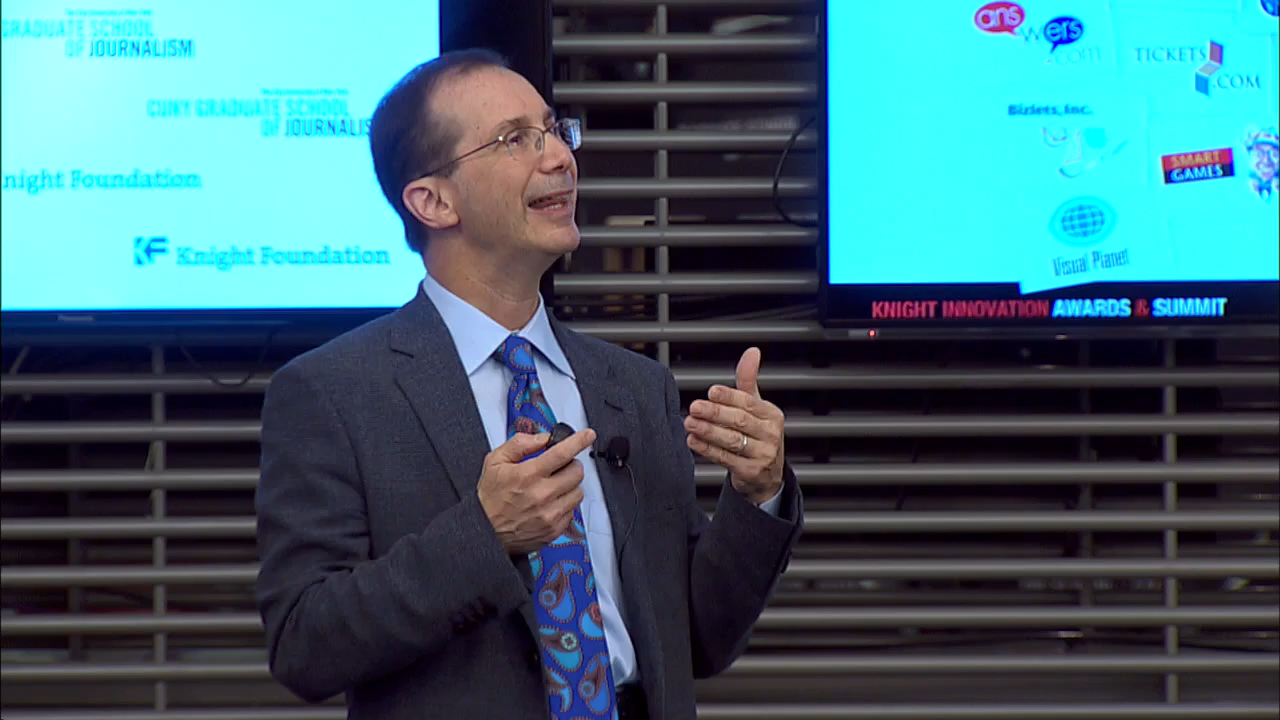 GRADUATE SCHOOL
OF JOURNALISM
CUNY GRADUATE SCHOOL
OF JOURNALIS
night Foundation
KF Knight Foundation
ans
wers
.com
TICKETS
.COM
Bizlets, Inc.
SMART
GAMES
Visual Planet
KNIGHT INNOVATION AWARDS & SUMMIT